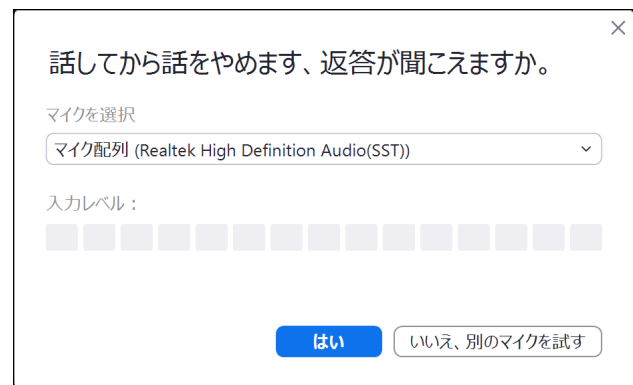 話してから話をやめます、返答が聞こえますか。
マイクを選択
マイク配列 (Realtek High Definition Audio(SST))
入力レベル：
はい
いいえ、別のマイクを試す